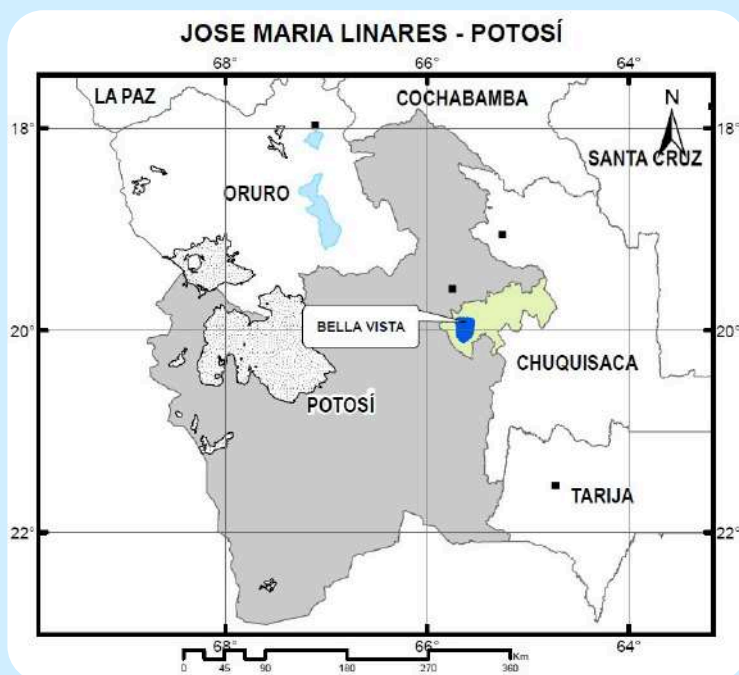 JOSE MARIA LINARES - POTOSÍ
68° 66° 64°
LA PAZ
COCHABAMBA
N
18° 18°
SANTA CRUZ
ORURO
20° 20°
BELLA VISTA
CHUQUISACA
POTOSÍ
TARIJA
22° 22°
68° 66° 64°
Km
0 45 90 180 270 360